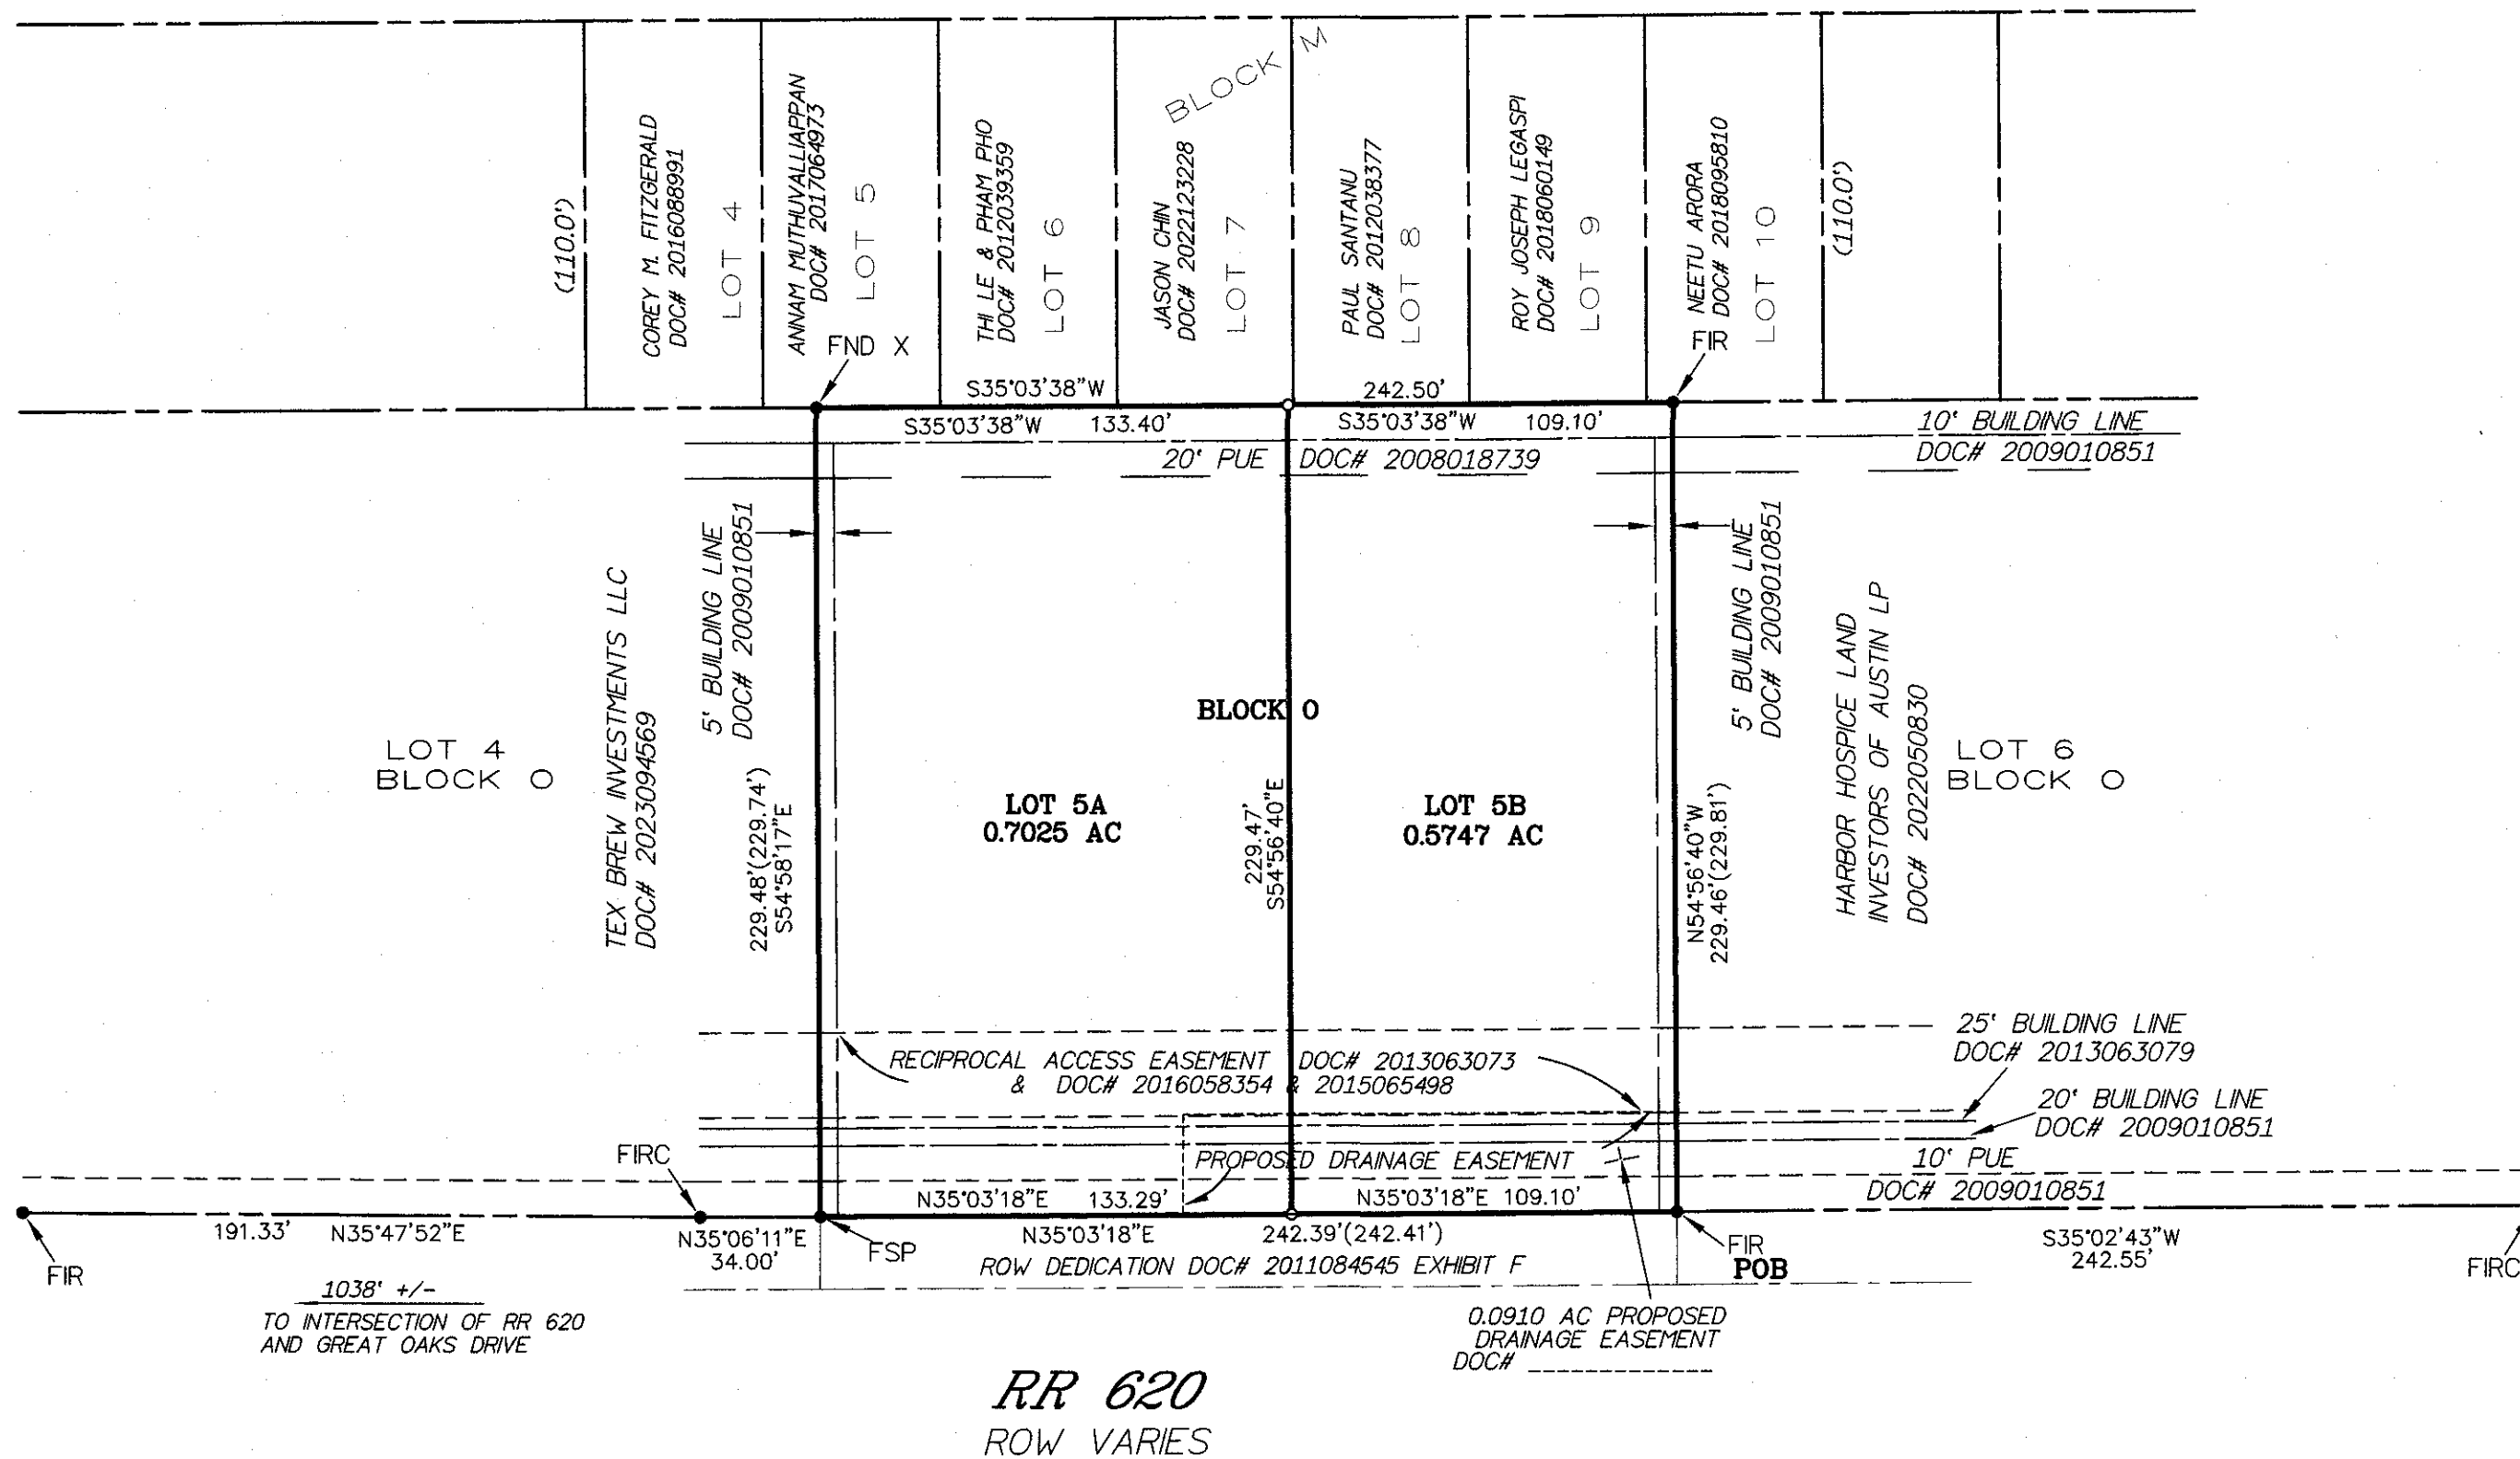 BLOCK M
(110.0')
COREY M. FITZGERALD
DOC# 2016088991
LOT 4
ANNAM MUTHUVALLIAPPAN
DOC# 2017064973
LOT 5
THI LE & PHAM PHO
DOC# 2012039359
LOT 6
JASON CHIN
DOC# 2022123228
LOT 7
PAUL SANTANU
DOC# 2012038377
LOT 8
ROY JOSEPH LEGASPI
DOC# 2018060149
LOT 9
NEETU ARORA
DOC# 2018095810
LOT 10
(110.0')
FND X
FIR
S35°03'38"W 242.50'
S35°03'38"W 133.40'
S35°03'38"W 109.10'
10' BUILDING LINE
DOC# 2009010851
20' PUE DOC# 2008018739
5' BUILDING LINE
DOC# 2009010851
5' BUILDING LINE
DOC# 2009010851
TEX BREW INVESTMENTS LLC
DOC# 2023094569
HARBOR HOSPICE LAND
INVESTORS OF AUSTIN LP
DOC# 2022050830
LOT 4
BLOCK O
BLOCK O
LOT 6
BLOCK O
229.48'(229.74')
S54°58'17"E
LOT 5A
0.7025 AC
229.47'
S54°56'40"E
LOT 5B
0.5747 AC
N54°56'40"W
229.46'(229.81')
25' BUILDING LINE
DOC# 2013063079
RECIPROCAL ACCESS EASEMENT DOC# 2013063073
& DOC# 2016058354 & 2015065498
20' BUILDING LINE
DOC# 2009010851
FIRC
PROPOSED DRAINAGE EASEMENT
10' PUE
DOC# 2009010851
N35°03'18"E 133.29'
N35°03'18"E 109.10'
191.33' N35°47'52"E
N35°06'11"E
34.00'
FSP
N35°03'18"E 242.39'(242.41')
FIR
POB
S35°02'43"W
242.55'
FIR
FIRC
ROW DEDICATION DOC# 2011084545 EXHIBIT F
1038' +/-
TO INTERSECTION OF RR 620
AND GREAT OAKS DRIVE
0.0910 AC PROPOSED
DRAINAGE EASEMENT
DOC# ______________
RR 620
ROW VARIES